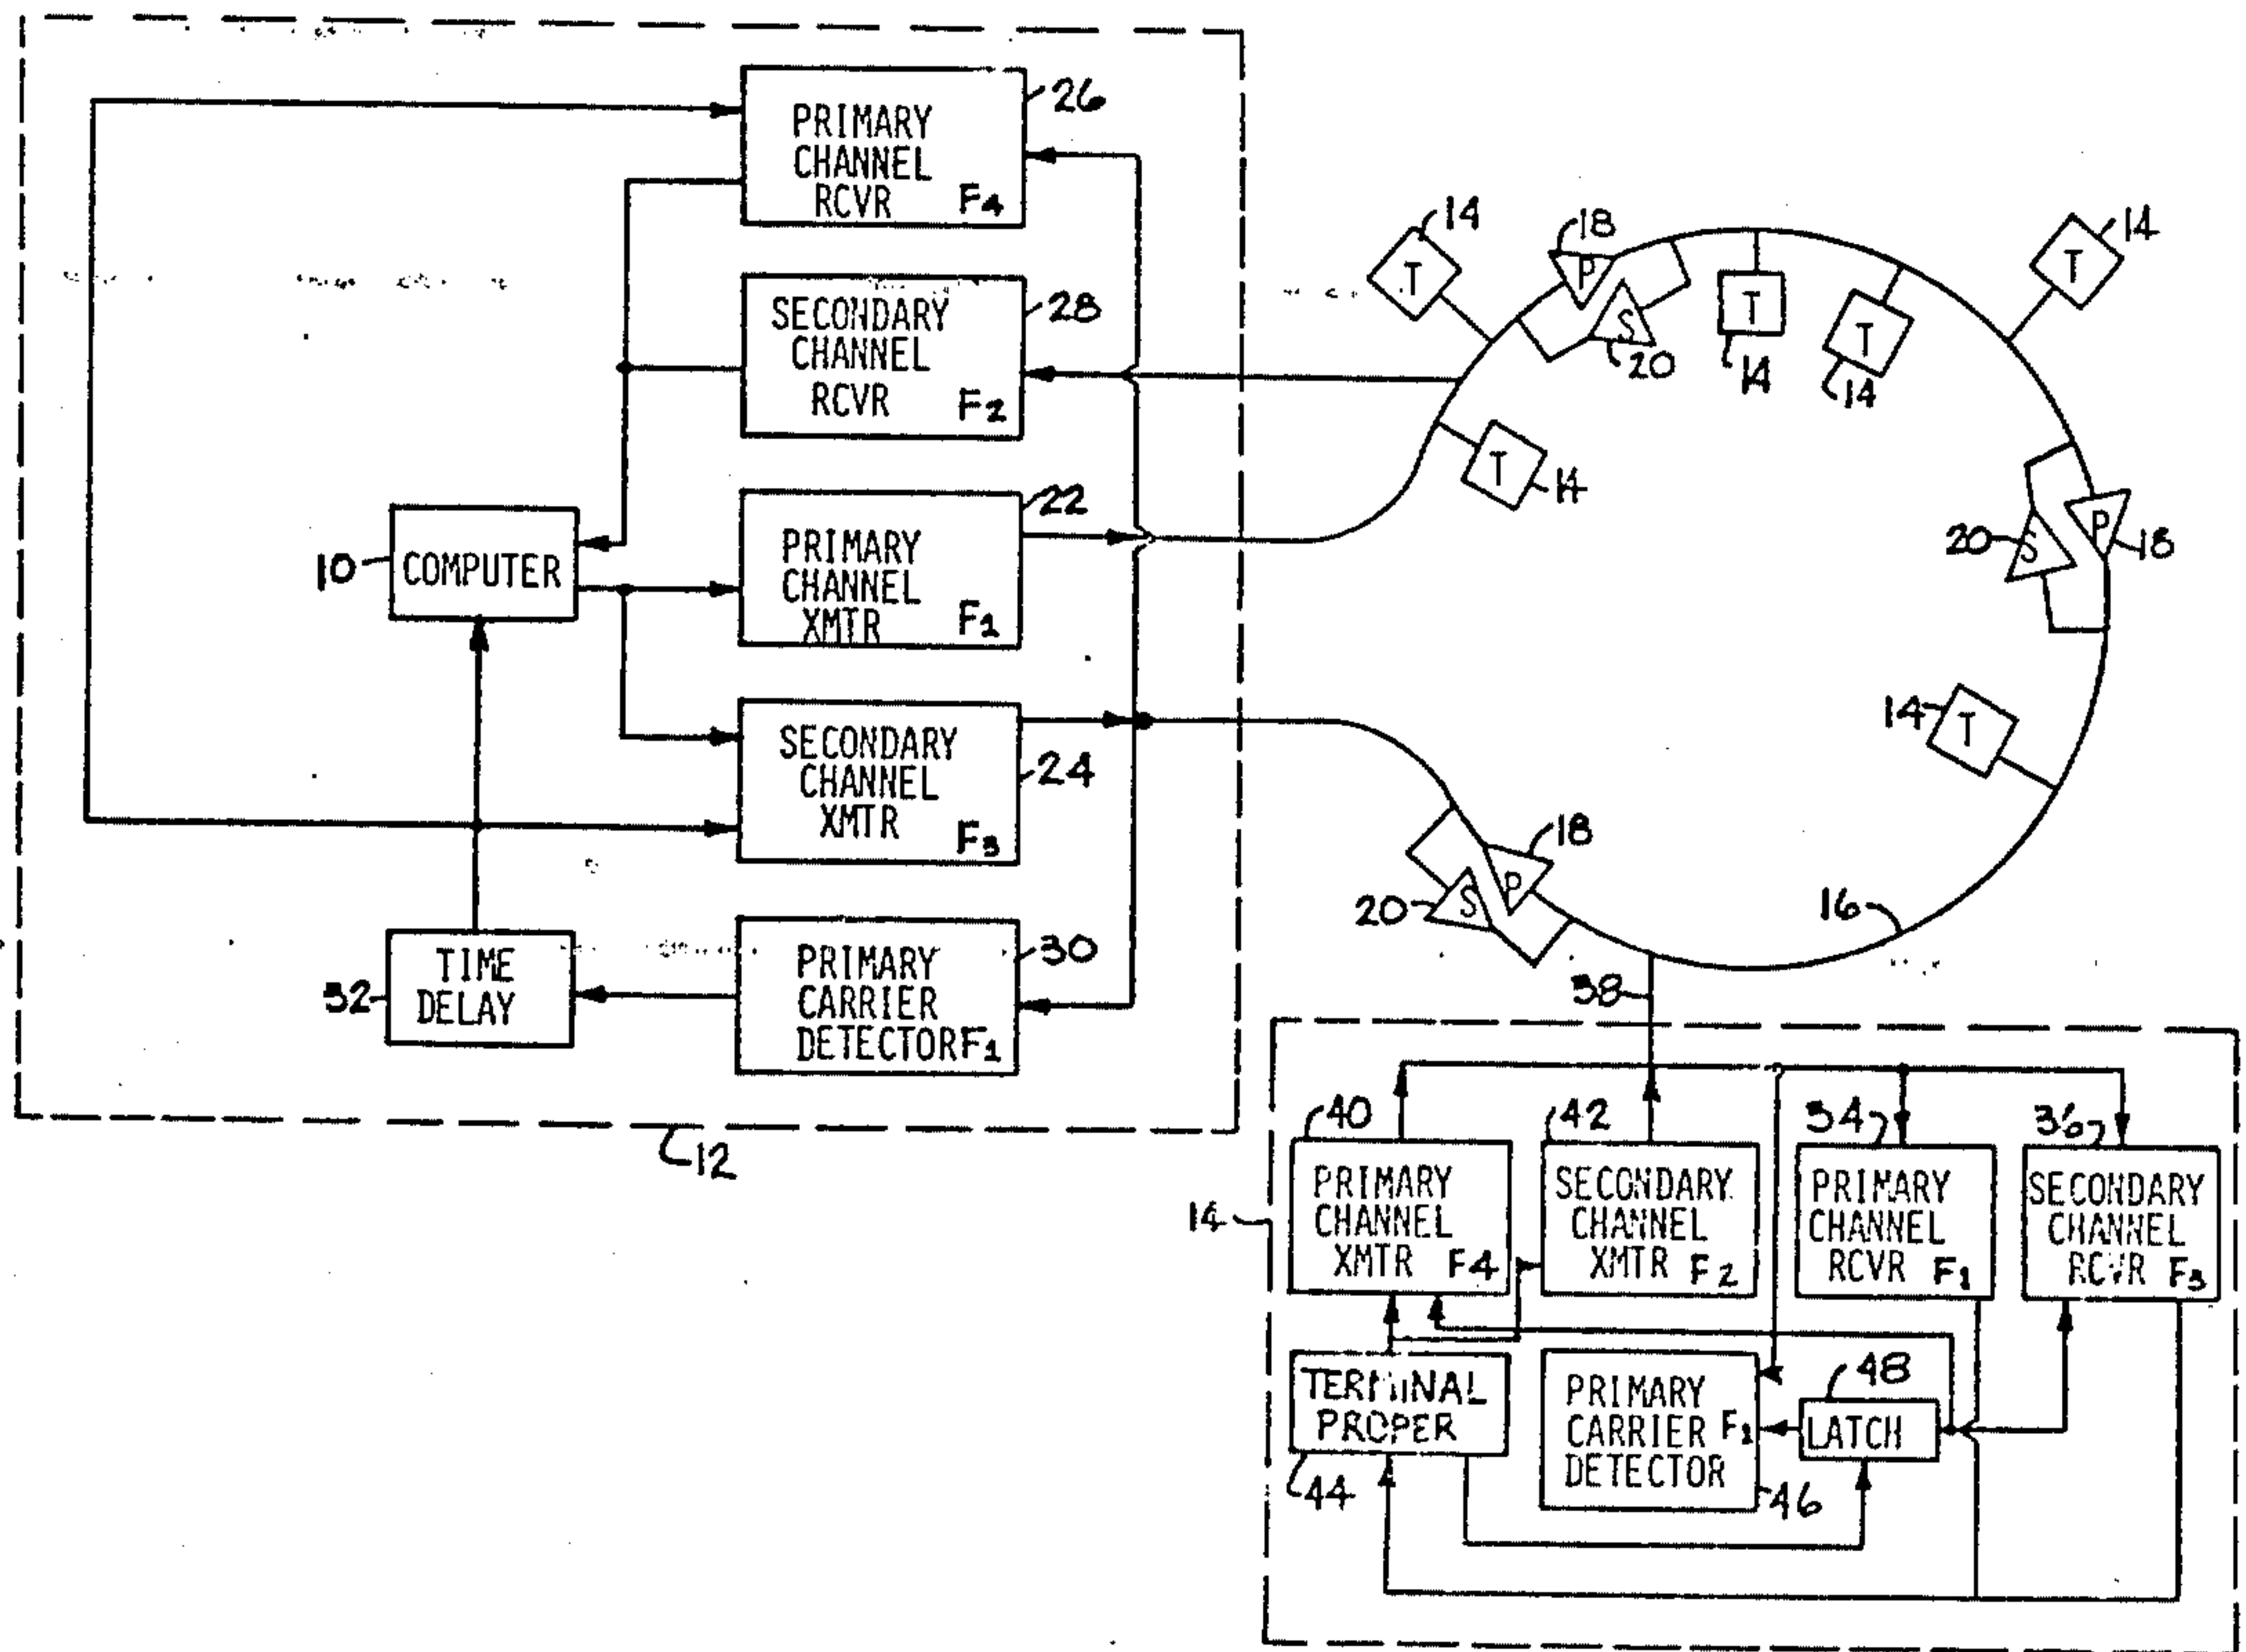 PRIMARY
CHANNEL
RCVR F4
26
SECONDARY
CHANNEL
RCVR F2
28
PRIMARY
CHANNEL
XMTR F1
22
10
COMPUTER
SECONDARY
CHANNEL
XMTR F3
24
32
TIME
DELAY
PRIMARY
CARRIER
DETECTOR F1
30
12
14
T
18
P
S
20
T
14
T
14
T
14
T
14
20
S
P
18
14
T
16
18
P
20
S
38
14
40
PRIMARY
CHANNEL
XMTR F4
42
SECONDARY
CHANNEL
XMTR F2
34
PRIMARY
CHANNEL
RCVR F1
36
SECONDARY
CHANNEL
RCVR F3
TERMINAL
PROPER
44
PRIMARY
CARRIER F1
DETECTOR
46
48
LATCH